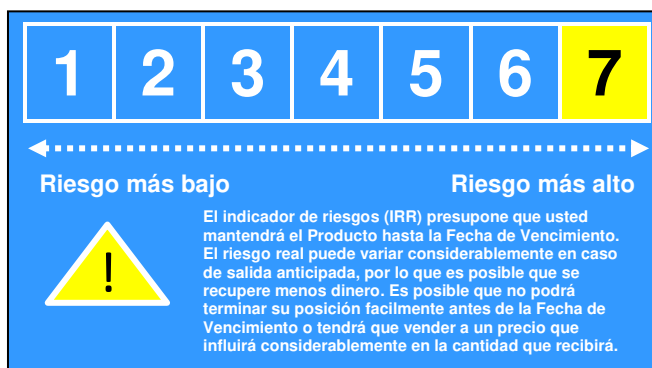 1 2 3 4 5 6 7
Riesgo más bajo Riesgo más alto
!
El indicador de riesgos (IRR) presupone que usted
mantendrá el Producto hasta la Fecha de Vencimiento.
El riesgo real puede variar considerablemente en caso
de salida anticipada, por lo que es posible que se
recupere menos dinero. Es posible que no podrá
terminar su posición facilmente antes de la Fecha de
Vencimiento o tendrá que vender a un precio que
influirá considerablemente en la cantidad que recibirá.